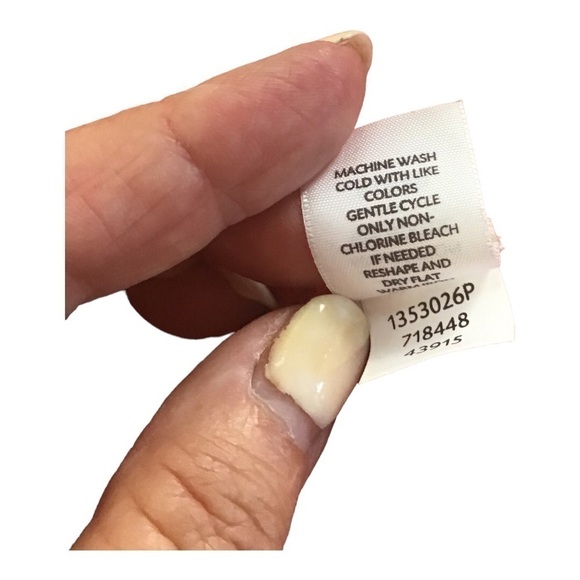 MACHINE WASH
COLD WITH LIKE
COLORS
GENTLE CYCLE
ONLY NON-
CHLORINE BLEACH
IF NEEDED
RESHAPE AND
DRY FLAT
1353026P
718448
43915